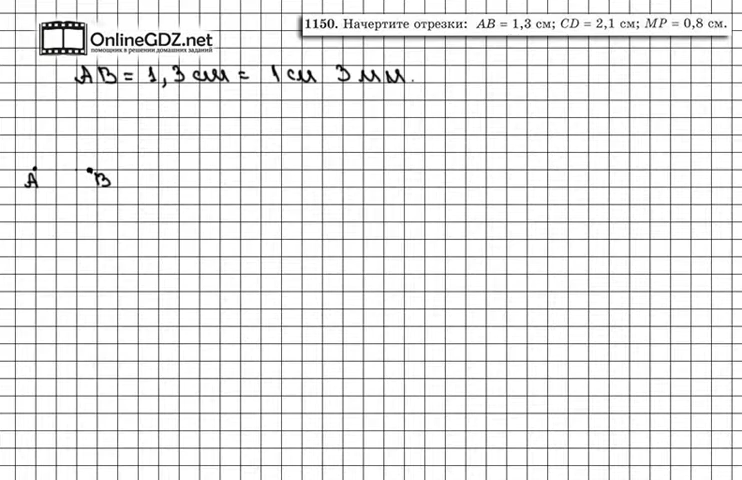 1150. Начертите отрезки: AB = 1,3 см; CD = 2,1 см; MP = 0,8 см.
OnlineGDZ.net
помощник в решении домашних заданий
AB = 1,3 см = 1 см 3 мм.
A B